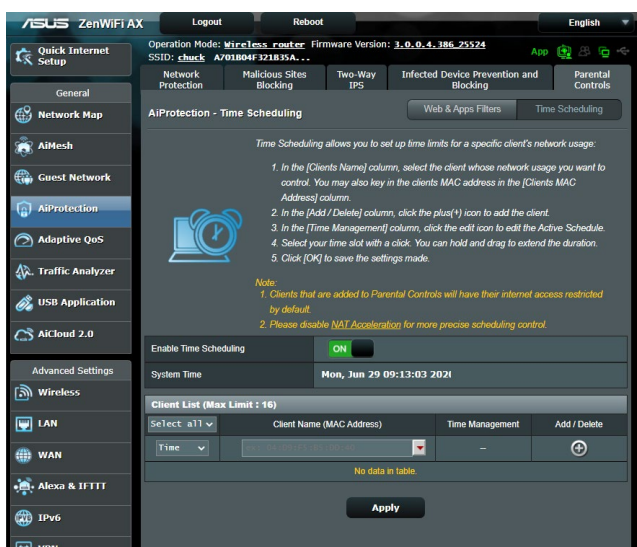 ASUS ZenWiFi AX Logout Reboot English
Quick Internet Setup
Operation Mode: Wireless router Firmware Version: 3.0.0.4.386_25524
SSID: chuck A701B04F321B35A...
App
General
Network Protection
Malicious Sites Blocking
Two-Way IPS
Infected Device Prevention and Blocking
Parental Controls
Network Map
AiMesh
Guest Network
AiProtection
Adaptive QoS
Traffic Analyzer
USB Application
AiCloud 2.0
Advanced Settings
Wireless
LAN
WAN
Alexa & IFTTT
IPv6
AiProtection - Time Scheduling
Web & Apps Filters Time Scheduling
Time Scheduling allows you to set up time limits for a specific client's network usage:
1. In the [Clients Name] column, select the client whose network usage you want to
control. You may also key in the clients MAC address in the [Clients MAC
Address] column.
2. In the [Add / Delete] column, click the plus(+) icon to add the client.
3. In the [Time Management] column, click the edit icon to edit the Active Schedule.
4. Select your time slot with a click. You can hold and drag to extend the duration.
5. Click [OK] to save the settings made.
Note:
1. Clients that are added to Parental Controls will have their internet access restricted
by default.
2. Please disable NAT Acceleration for more precise scheduling control.
Enable Time Scheduling ON
System Time Mon, Jun 29 09:13:03 202
Client List (Max Limit : 16)
Select all Client Name (MAC Address) Time Management Add / Delete
Time –
No data in table.
Apply